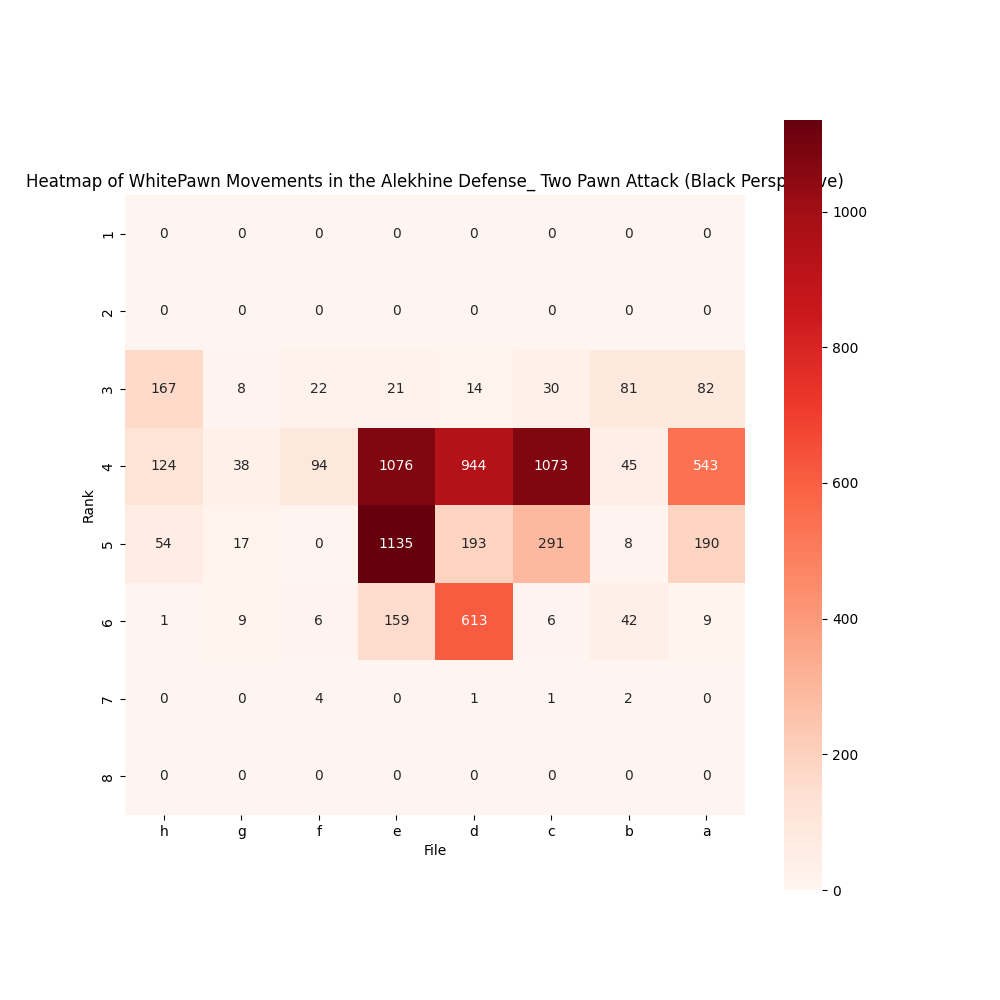 Heatmap of WhitePawn Movements in the Alekhine Defense_ Two Pawn Attack (Black Persp ve)
1 0 0 0 0 0 0 0 0
2 0 0 0 0 0 0 0 0
3 167 8 22 21 14 30 81 82
4 124 38 94 1076 944 1073 45 543
5 54 17 0 1135 193 291 8 190
6 1 9 6 159 613 6 42 9
7 0 0 4 0 1 1 2 0
8 0 0 0 0 0 0 0 0
h g f e d c b a
File
Rank
1000
800
600
400
200
0